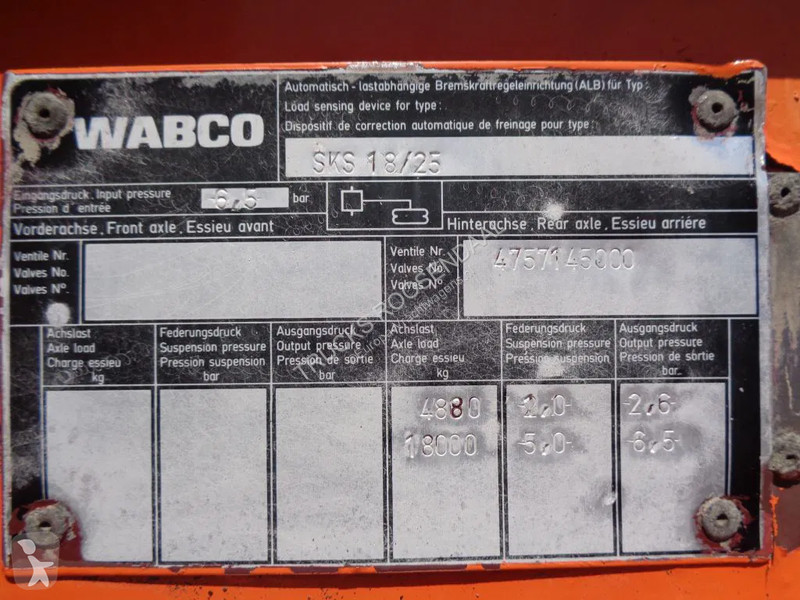 WABCO
Automatisch-lastabhängige Bremskraftregeleinrichtung (ALB) für Typ:
Load sensing device for type:
Dispositif de correction automatique de freinage pour type:
SKS 18/25
Eingangsdruck. Input pressure
Pression d'entrée
6,5 bar
Vorderachse, Front axle, Essieu avant
Hinterachse, Rear axle, Essieu arriére
Ventile Nr.
Valves No.
Valves N°.
Ventile Nr.
Valves No.
Valves N°
4757145000
Achslast
Axle load
Charge essieu
kg
Federungsdruck
Suspension pressure
Pression suspension
bar
Ausgangsdruck
Output pressure
Pression de sortie
bar
Achslast
Axle load
Charge essieu
kg
Federungsdruck
Suspension pressure
Pression suspension
bar
Ausgangsdruck
Output pressure
Pression de sortie
bar
4880 -1,0- -2,6-
18000 -5,0- -6,5-